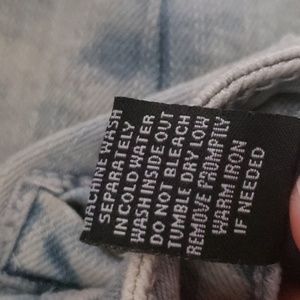 MACHINE WASH
SEPARATELY
IN COLD WATER
WASH INSIDE OUT
DO NOT BLEACH
TUMBLE DRY LOW
REMOVE PROMPTLY
WARM IRON
IF NEEDED